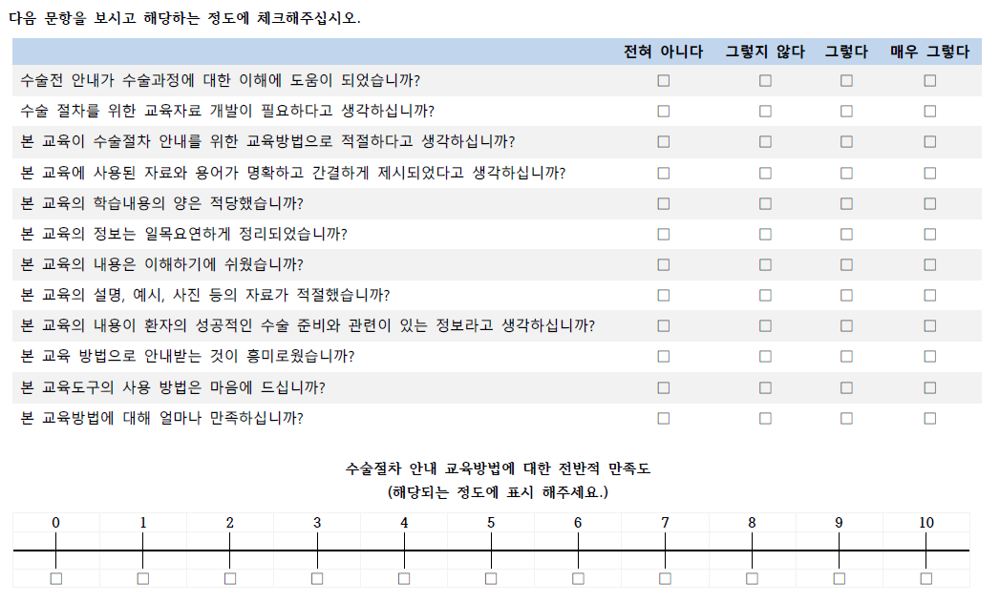 다음 문항을 보시고 해당하는 정도에 체크해주십시오.
전혀 아니다 그렇지 않다 그렇다 매우 그렇다
수술전 안내가 수술과정에 대한 이해에 도움이 되었습니까? □ □ □ □
수술 절차를 위한 교육자료 개발이 필요하다고 생각하십니까? □ □ □ □
본 교육이 수술절차 안내를 위한 교육방법으로 적절하다고 생각하십니까? □ □ □ □
본 교육에 사용된 자료와 용어가 명확하고 간결하게 제시되었다고 생각하십니까? □ □ □ □
본 교육의 학습내용의 양은 적당했습니까? □ □ □ □
본 교육의 정보는 일목요연하게 정리되었습니까? □ □ □ □
본 교육의 내용은 이해하기에 쉬웠습니까? □ □ □ □
본 교육의 설명, 예시, 사진 등의 자료가 적절했습니까? □ □ □ □
본 교육의 내용이 환자의 성공적인 수술 준비와 관련이 있는 정보라고 생각하십니까? □ □ □ □
본 교육 방법으로 안내받는 것이 흥미로웠습니까? □ □ □ □
본 교육도구의 사용 방법은 마음에 드십니까? □ □ □ □
본 교육방법에 대해 얼마나 만족하십니까? □ □ □ □
수술절차 안내 교육방법에 대한 전반적 만족도
(해당되는 정도에 표시 해주세요.)
0 1 2 3 4 5 6 7 8 9 10
□ □ □ □ □ □ □ □ □ □ □